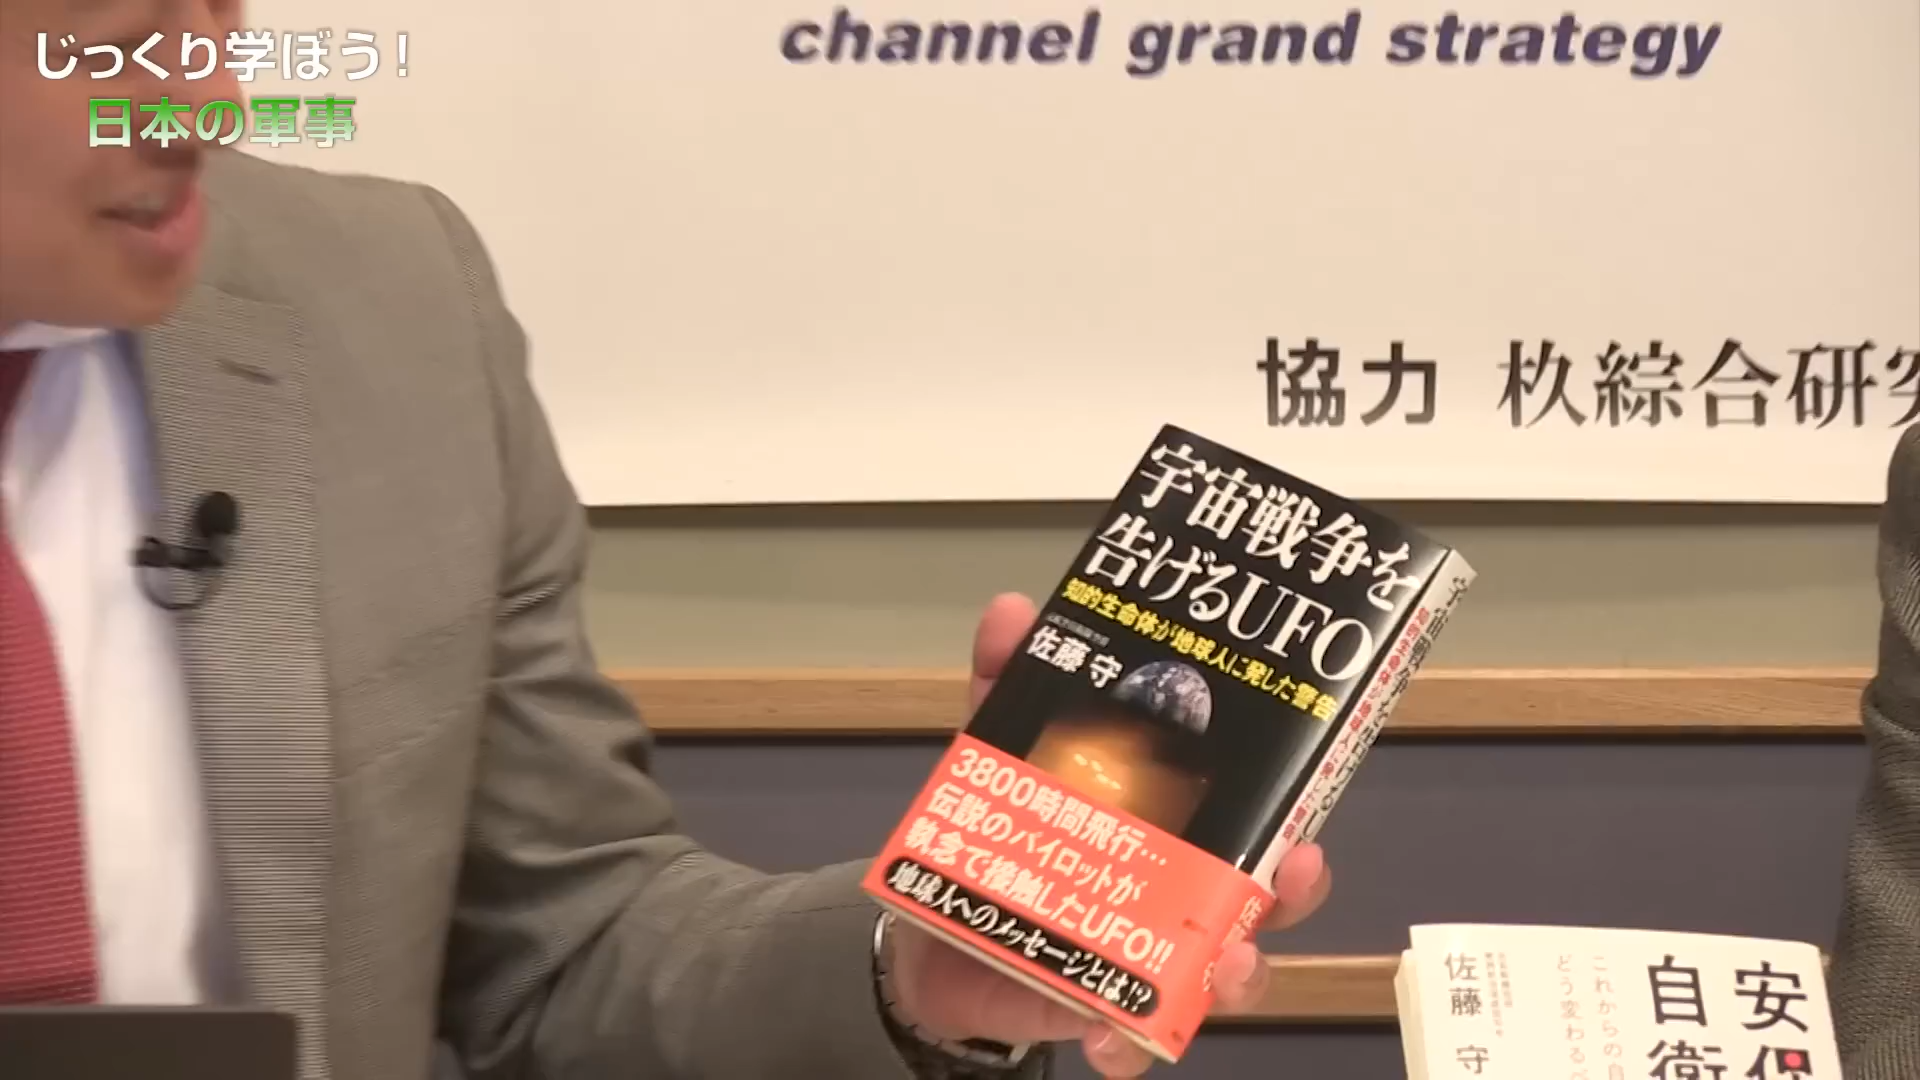 じっくり学ぼう!
日本の軍事
channel grand strategy
協力 杦綜合研究
宇宙戦争を
告げるUFO
知的生命体が地球人に発した警告
佐藤 守
3800時間飛行…
伝説のパイロットが
執念で接触したUFO!!
地球人へのメッセージとは!?
安保
自衛
これからの自
どう変わるべ
佐藤 守